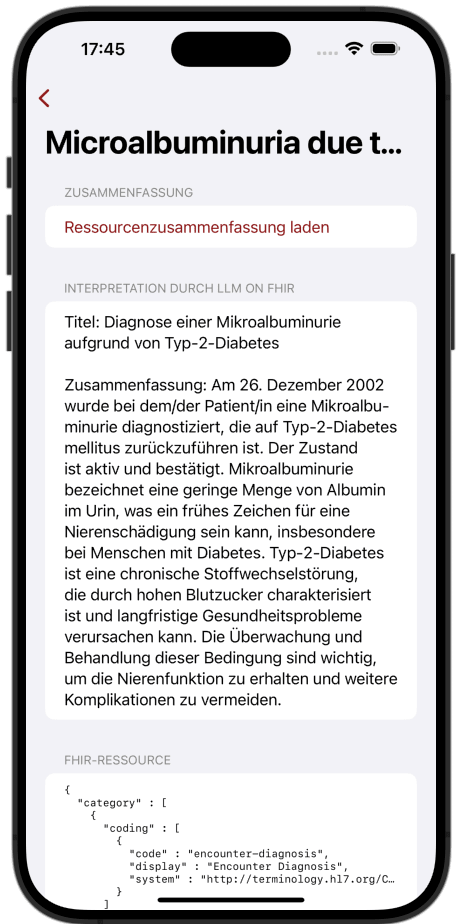 17:45
Microalbuminuria due t...
ZUSAMMENFASSUNG
Ressourcenzusammenfassung laden
INTERPRETATION DURCH LLM ON FHIR
Titel: Diagnose einer Mikroalbuminurie
aufgrund von Typ-2-Diabetes
Zusammenfassung: Am 26. Dezember 2002
wurde bei dem/der Patient/in eine Mikroalbu-
minurie diagnostiziert, die auf Typ-2-Diabetes
mellitus zurückzuführen ist. Der Zustand
ist aktiv und bestätigt. Mikroalbuminurie
bezeichnet eine geringe Menge von Albumin
im Urin, was ein frühes Zeichen für eine
Nierenschädigung sein kann, insbesondere
bei Menschen mit Diabetes. Typ-2-Diabetes
ist eine chronische Stoffwechselstörung,
die durch hohen Blutzucker charakterisiert
ist und langfristige Gesundheitsprobleme
verursachen kann. Die Überwachung und
Behandlung dieser Bedingung sind wichtig,
um die Nierenfunktion zu erhalten und weitere
Komplikationen zu vermeiden.
FHIR-RESSOURCE
{
"category" : [
{
"coding" : [
{
"code" : "encounter-diagnosis",
"display" : "Encounter Diagnosis",
"system" : "http://terminology.hl7.org/C...
}
]